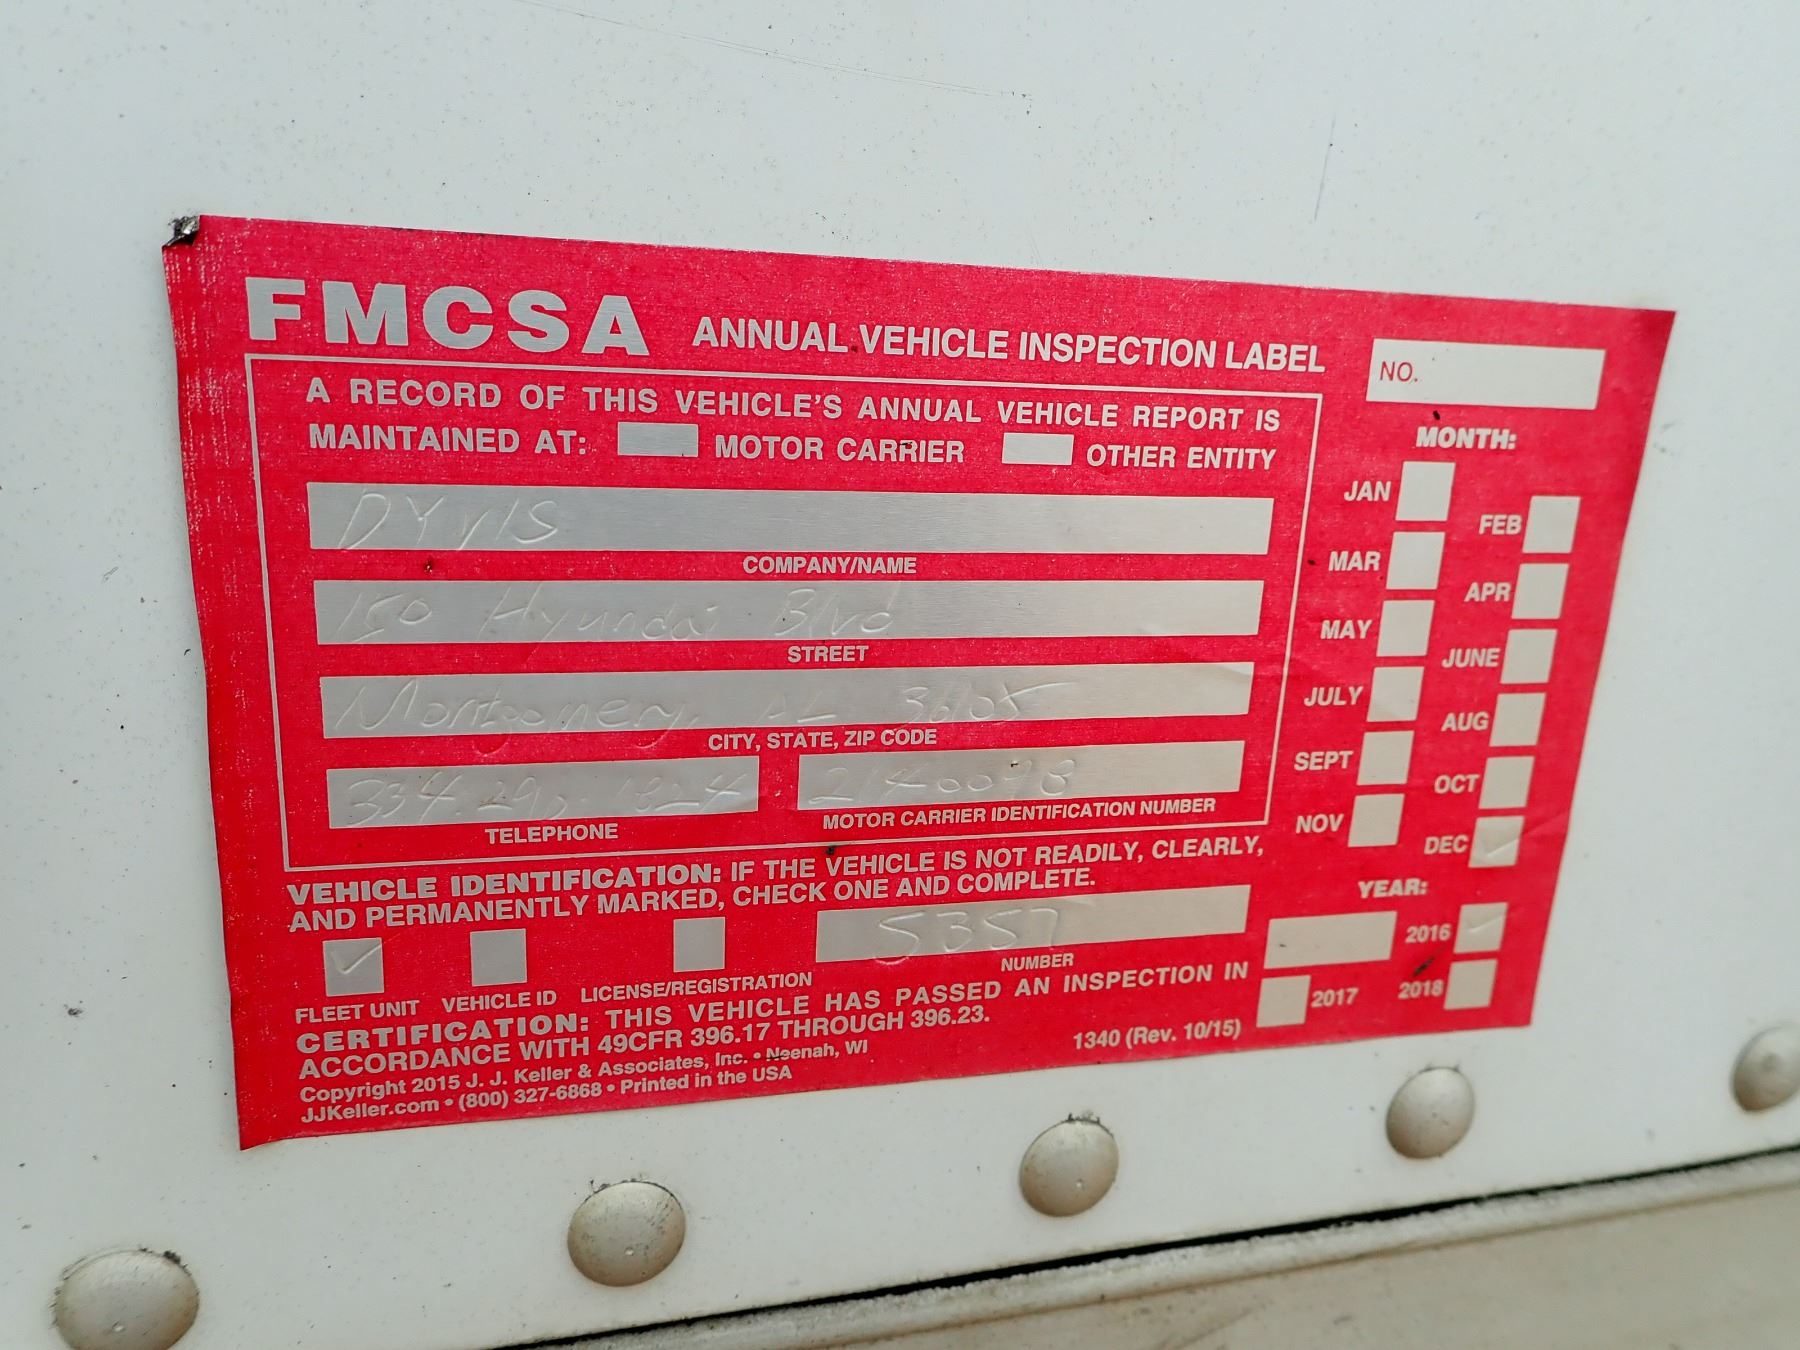 FMCSA ANNUAL VEHICLE INSPECTION LABEL
NO.
A RECORD OF THIS VEHICLE'S ANNUAL VEHICLE REPORT IS
MAINTAINED AT: MOTOR CARRIER OTHER ENTITY
COMPANY/NAME
150 Hyundai Blvd
STREET
Montgomery, AL 36105
CITY, STATE, ZIP CODE
TELEPHONE
MOTOR CARRIER IDENTIFICATION NUMBER
VEHICLE IDENTIFICATION: IF THE VEHICLE IS NOT READILY, CLEARLY,
AND PERMANENTLY MARKED, CHECK ONE AND COMPLETE.
5357
NUMBER
FLEET UNIT VEHICLE ID LICENSE/REGISTRATION
CERTIFICATION: THIS VEHICLE HAS PASSED AN INSPECTION IN
ACCORDANCE WITH 49CFR 396.17 THROUGH 396.23.
Copyright 2015 J. J. Keller & Associates, Inc. • Neenah, WI
JJKeller.com • (800) 327-6868 • Printed in the USA
1340 (Rev. 10/15)
MONTH:
JAN
FEB
MAR
APR
MAY
JUNE
JULY
AUG
SEPT
OCT
NOV
DEC
YEAR:
2016
2017
2018